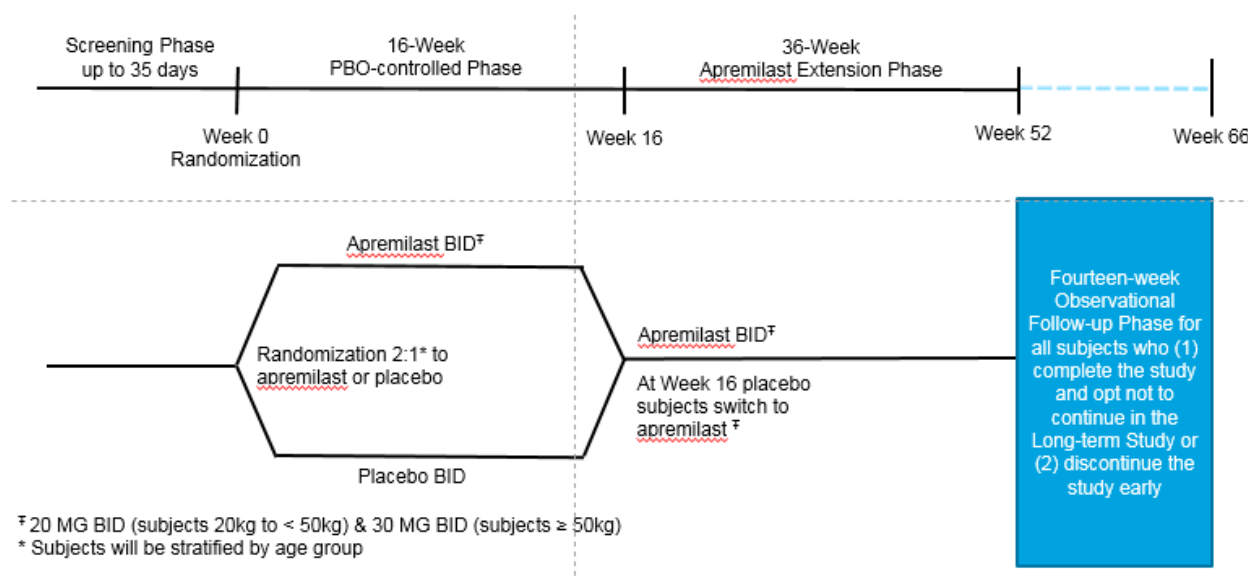 Screening Phase
up to 35 days
16-Week
PBO-controlled Phase
36-Week
Apremilast Extension Phase
Week 0
Randomization
Week 16
Week 52
Week 66
Apremilast BID Ŧ
Randomization 2:1* to
apremilast or placebo
Placebo BID
Apremilast BID Ŧ
At Week 16 placebo
subjects switch to
apremilast Ŧ
Fourteen-week
Observational
Follow-up Phase for
all subjects who (1)
complete the study
and opt not to
continue in the
Long-term Study or
(2) discontinue the
study early
Ŧ 20 MG BID (subjects 20kg to < 50kg) & 30 MG BID (subjects ≥ 50kg)
* Subjects will be stratified by age group